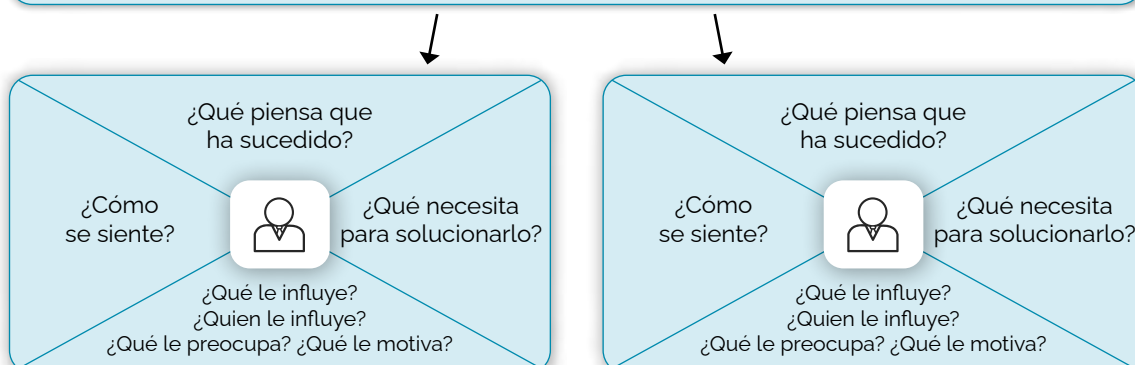 ¿Qué piensa que
ha sucedido?
¿Cómo
se siente?
¿Qué necesita
para solucionarlo?
¿Qué le influye?
¿Quien le influye?
¿Qué le preocupa? ¿Qué le motiva?
¿Qué piensa que
ha sucedido?
¿Cómo
se siente?
¿Qué necesita
para solucionarlo?
¿Qué le influye?
¿Quien le influye?
¿Qué le preocupa? ¿Qué le motiva?